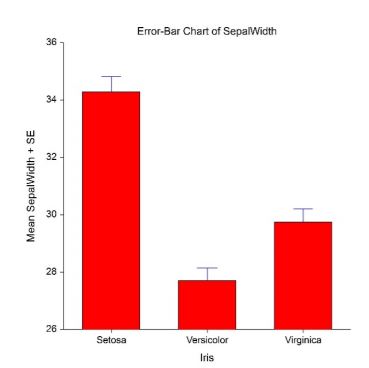 Error-Bar Chart of SepalWidth
36
34
32
30
28
26
Mean SepalWidth + SE
Setosa Versicolor Virginica
Iris